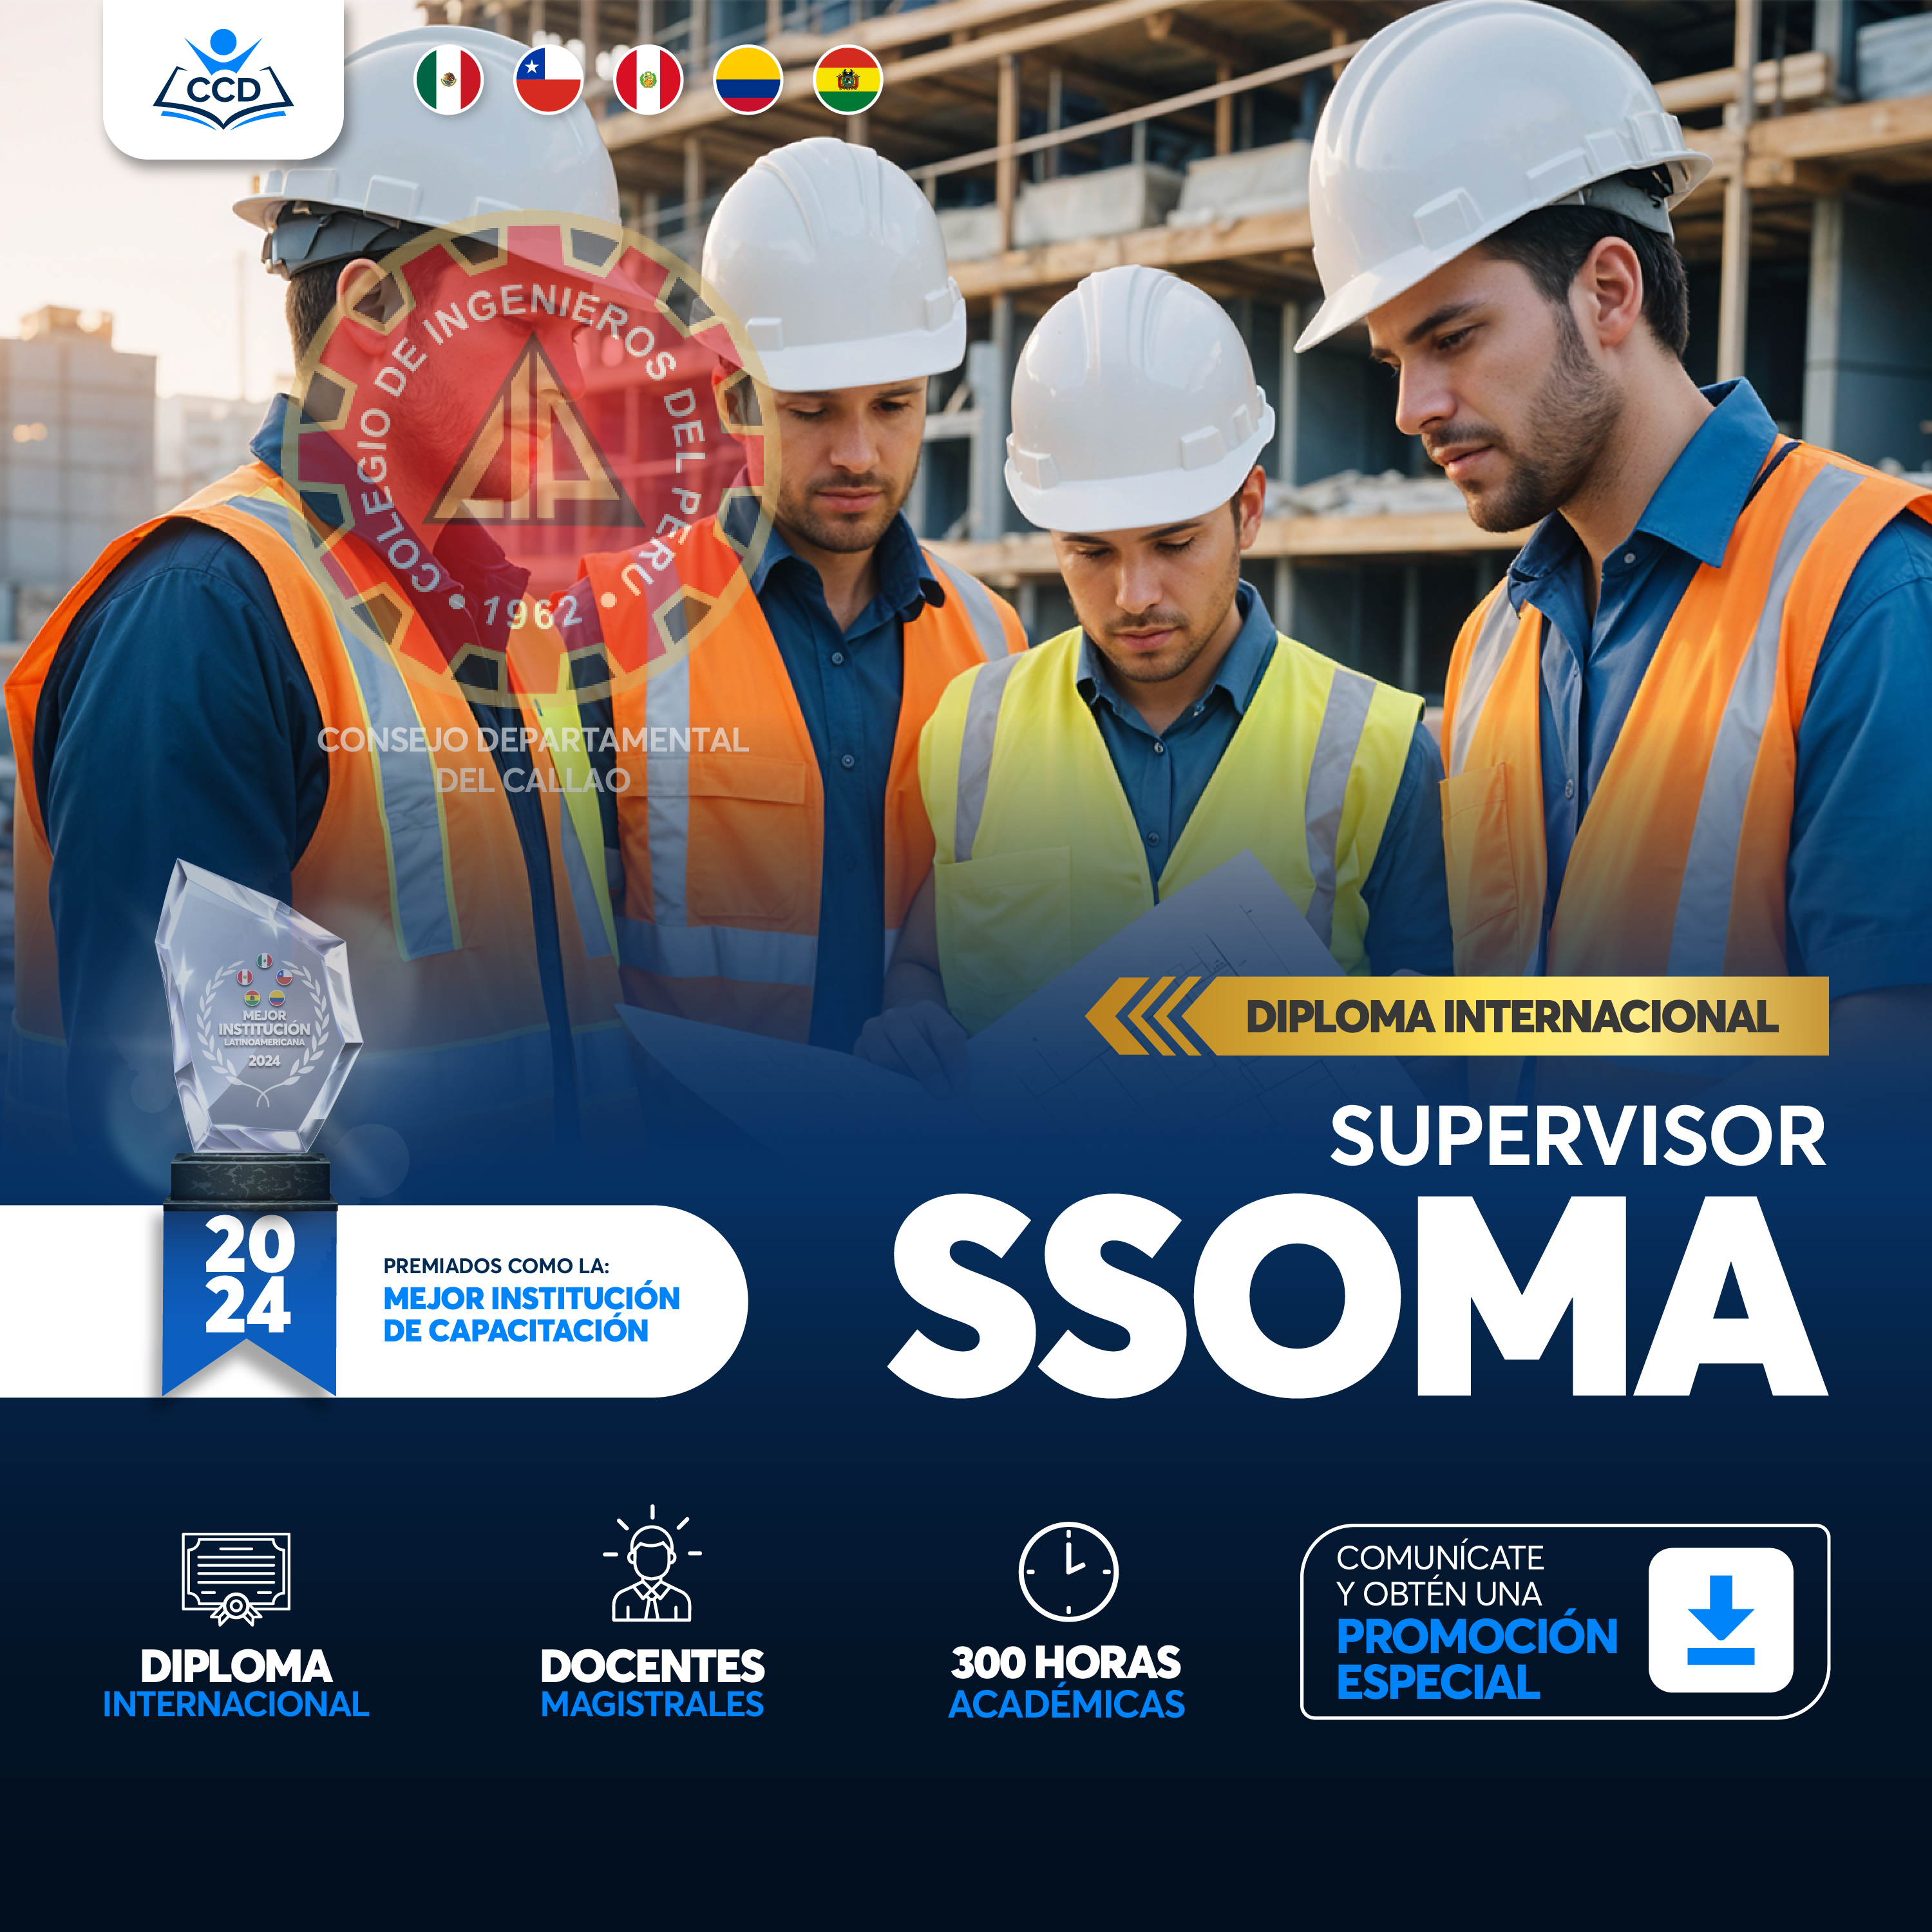 CCD
COLEGIO DE INGENIEROS DEL PERU
CIP
• 1962 •
CONSEJO DEPARTAMENTAL
DEL CALLAO
MEJOR
INSTITUCIÓN
LATINOAMERICANA
2024
DIPLOMA INTERNACIONAL
SUPERVISOR
SSOMA
20
24
PREMIADOS COMO LA:
MEJOR INSTITUCIÓN
DE CAPACITACIÓN
DIPLOMA
INTERNACIONAL
DOCENTES
MAGISTRALES
300 HORAS
ACADÉMICAS
COMUNÍCATE
Y OBTÉN UNA
PROMOCIÓN
ESPECIAL